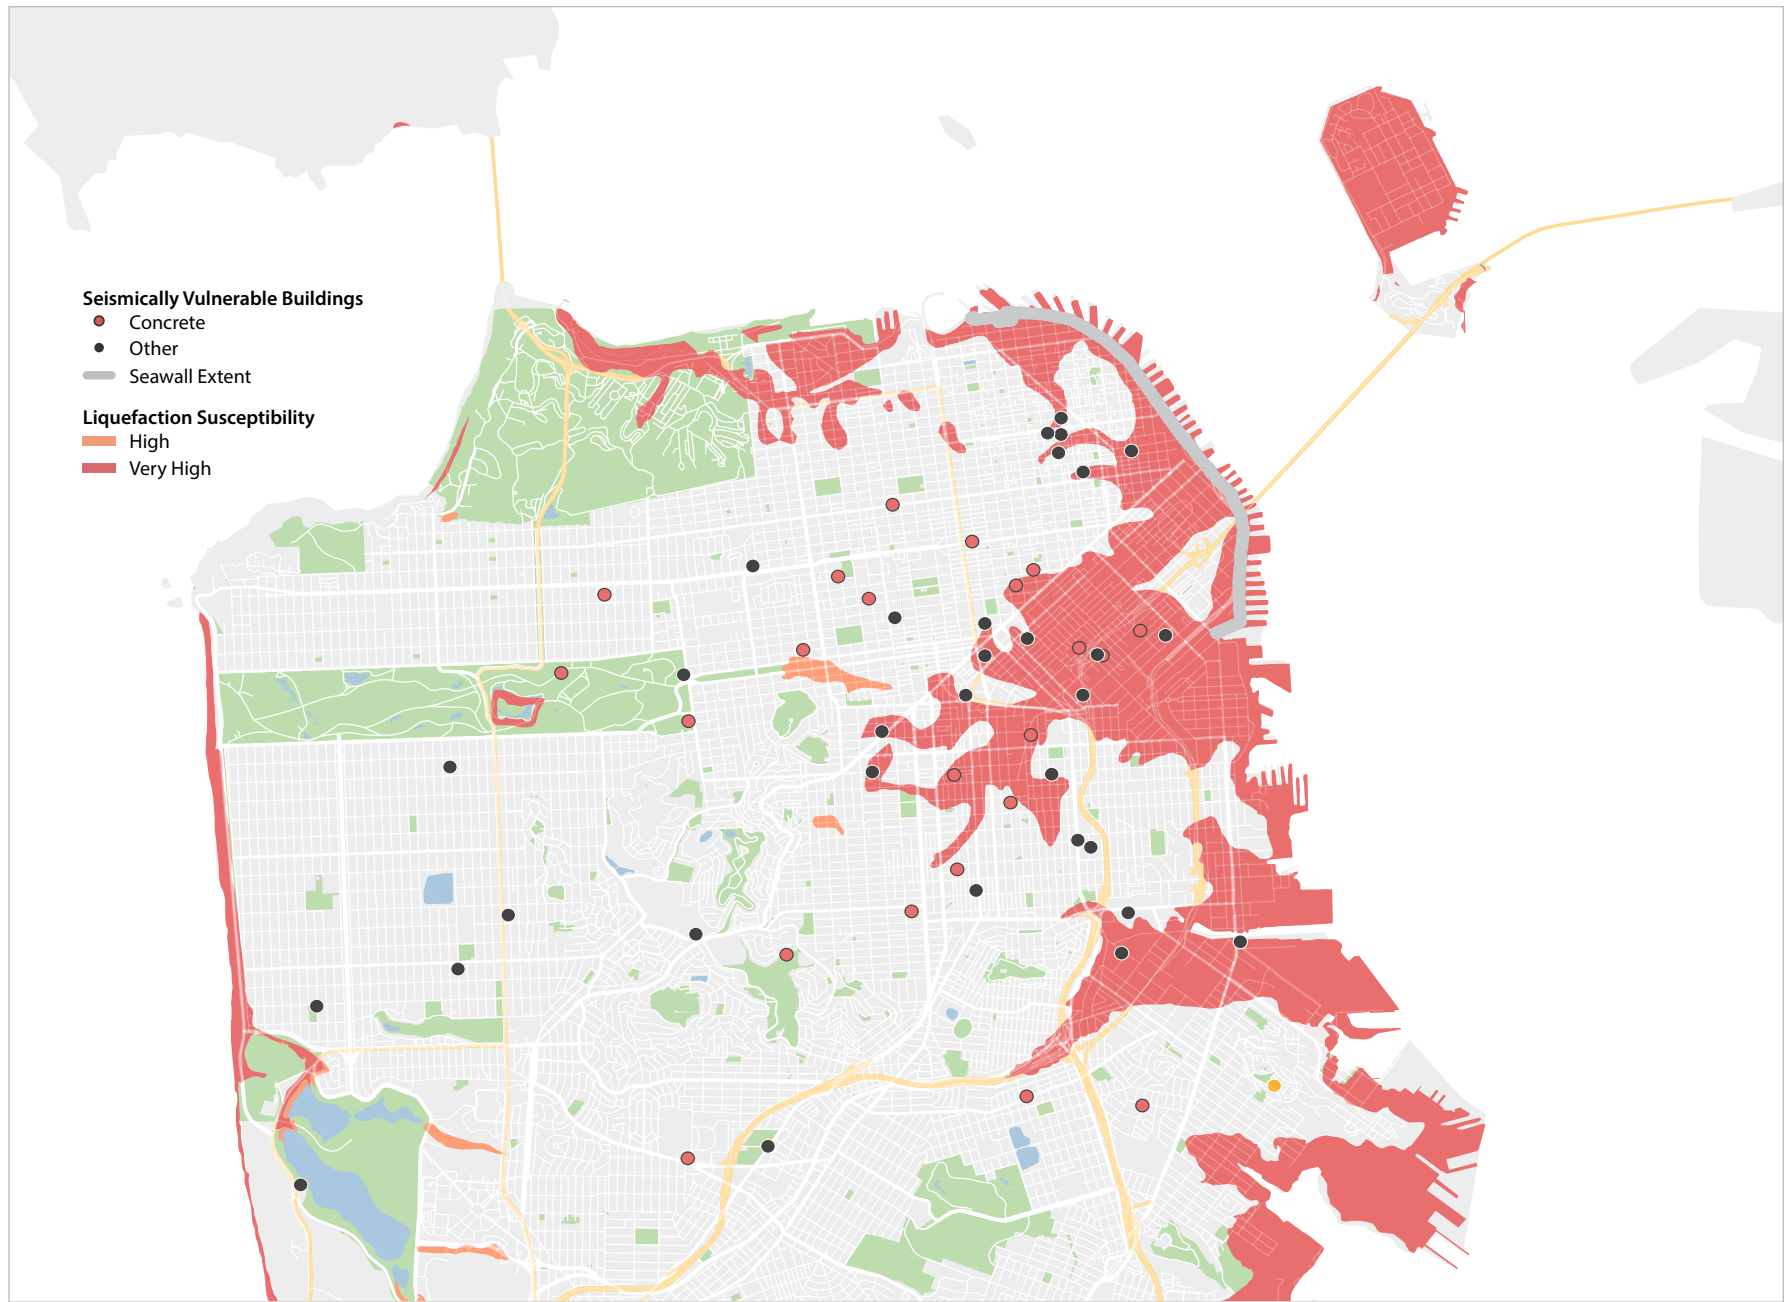 Seismically Vulnerable Buildings
Concrete
Other
Seawall Extent
Liquefaction Susceptibility
High
Very High